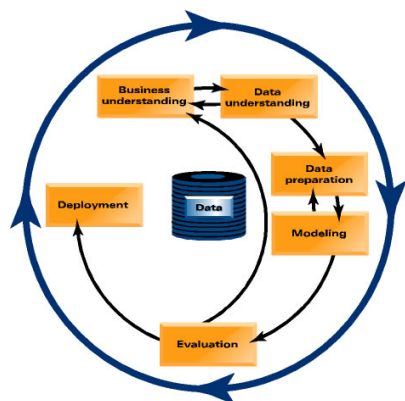 Business
understanding
Data
understanding
Data
preparation
Modeling
Deployment
Data
Evaluation